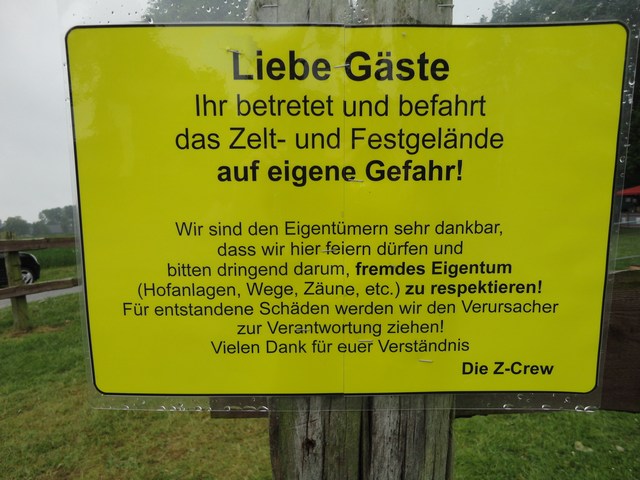 Liebe Gäste
Ihr betretet und befahrt
das Zelt- und Festgelände
auf eigene Gefahr!
Wir sind den Eigentümern sehr dankbar,
dass wir hier feiern dürfen und
bitten dringend darum, fremdes Eigentum
(Hofanlagen, Wege, Zäune, etc.) zu respektieren!
Für entstandene Schäden werden wir den Verursacher
zur Verantwortung ziehen!
Vielen Dank für euer Verständnis
Die Z-Crew